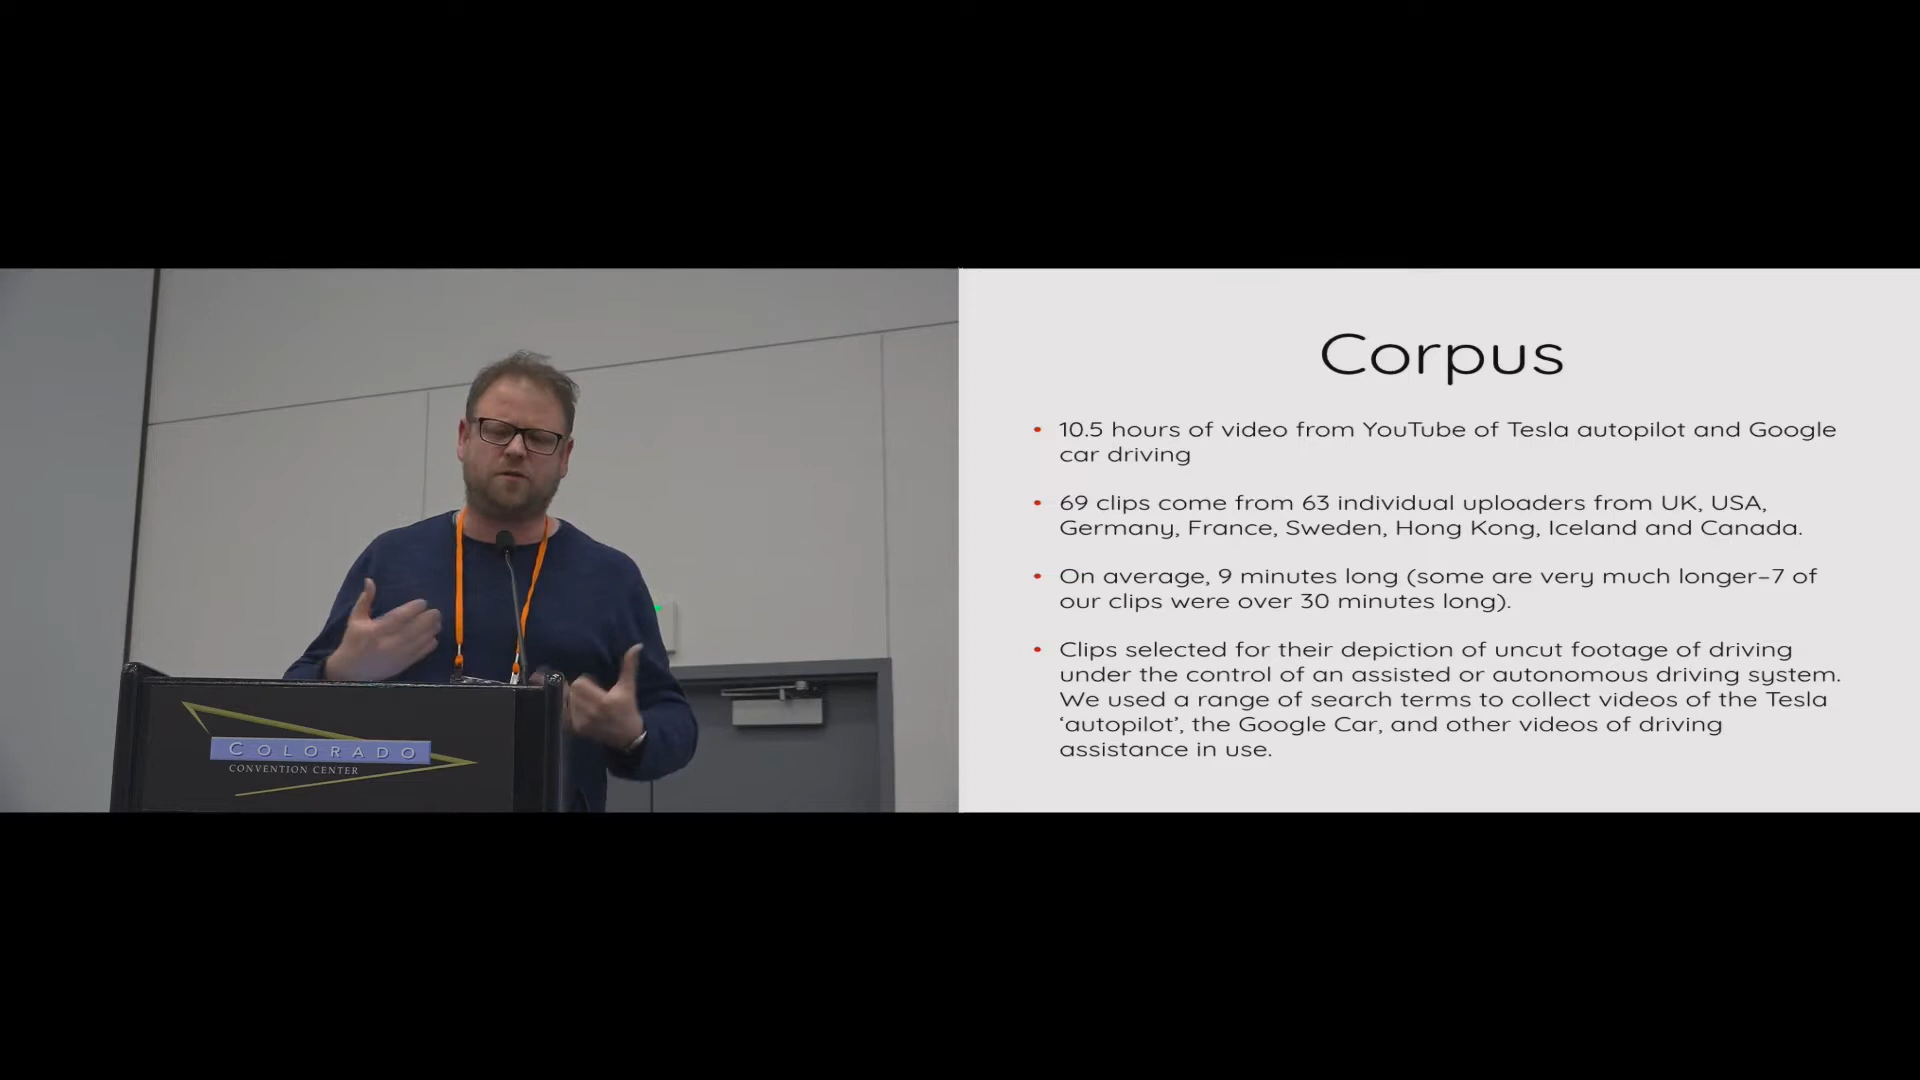 Corpus
• 10.5 hours of video from YouTube of Tesla autopilot and Google
car driving
• 69 clips come from 63 individual uploaders from UK, USA,
Germany, France, Sweden, Hong Kong, Iceland and Canada.
• On average, 9 minutes long (some are very much longer–7 of
our clips were over 30 minutes long).
• Clips selected for their depiction of uncut footage of driving
under the control of an assisted or autonomous driving system.
We used a range of search terms to collect videos of the Tesla
‘autopilot’, the Google Car, and other videos of driving
assistance in use.
COLORADO
CONVENTION CENTER